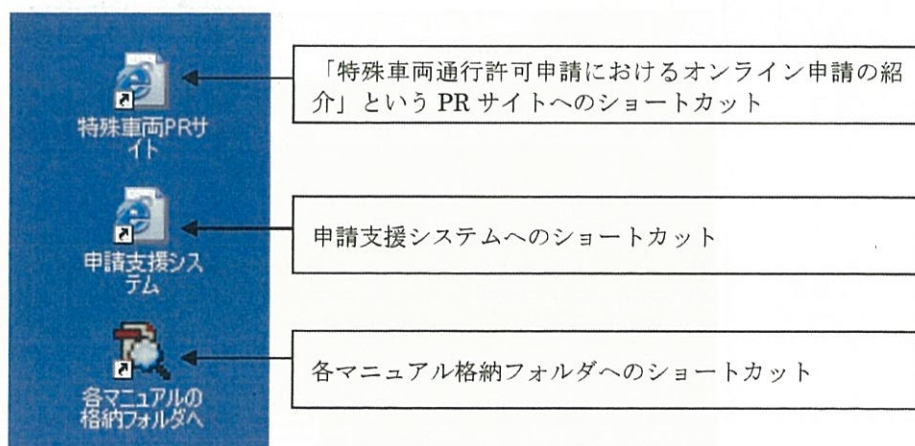 特殊車両PRサ
イト
「特殊車両通行許可申請におけるオンライン申請の紹
介」という PR サイトへのショートカット
申請支援シス
テム
申請支援システムへのショートカット
各マニュアルの
格納フォルダへ
各マニュアル格納フォルダへのショートカット